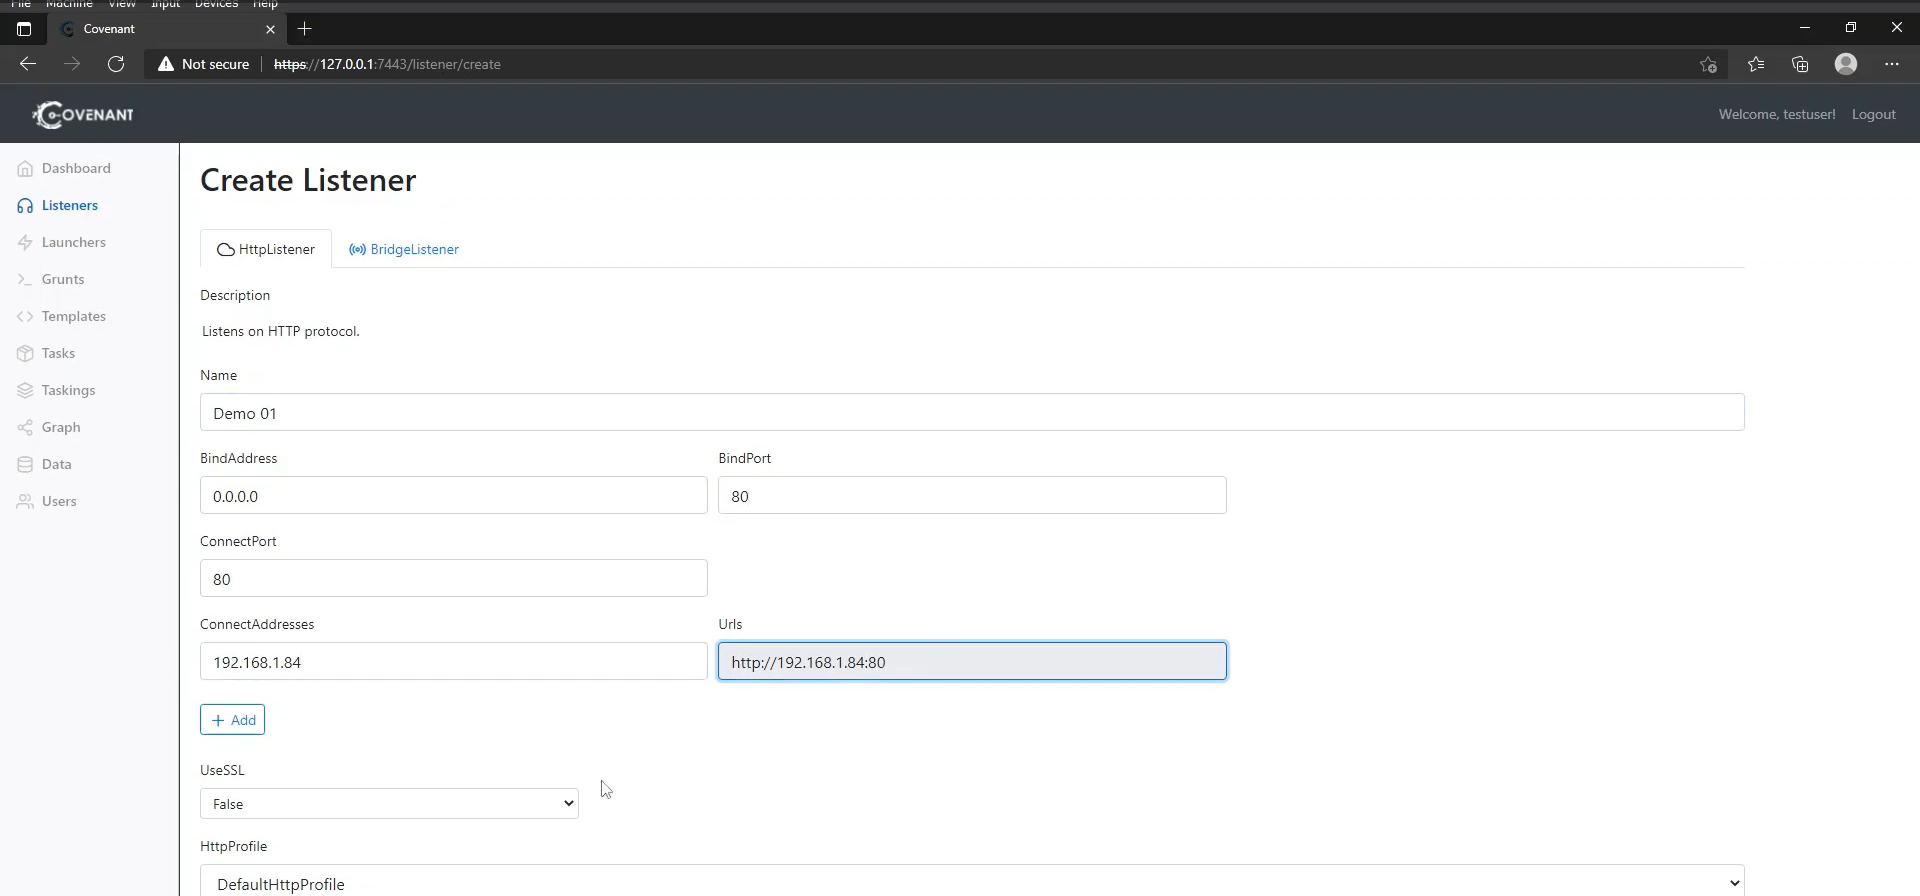 File Machine View Input Devices Help
Covenant
Not secure https://127.0.0.1:7443/listener/create
COVENANT
Welcome, testuser! Logout
Dashboard
Listeners
Launchers
Grunts
Templates
Tasks
Taskings
Graph
Data
Users
Create Listener
HttpListener BridgeListener
Description
Listens on HTTP protocol.
Name
Demo 01
BindAddress BindPort
0.0.0.0 80
ConnectPort
80
ConnectAddresses Urls
192.168.1.84 http://192.168.1.84:80
+ Add
UseSSL
False
HttpProfile
DefaultHttpProfile